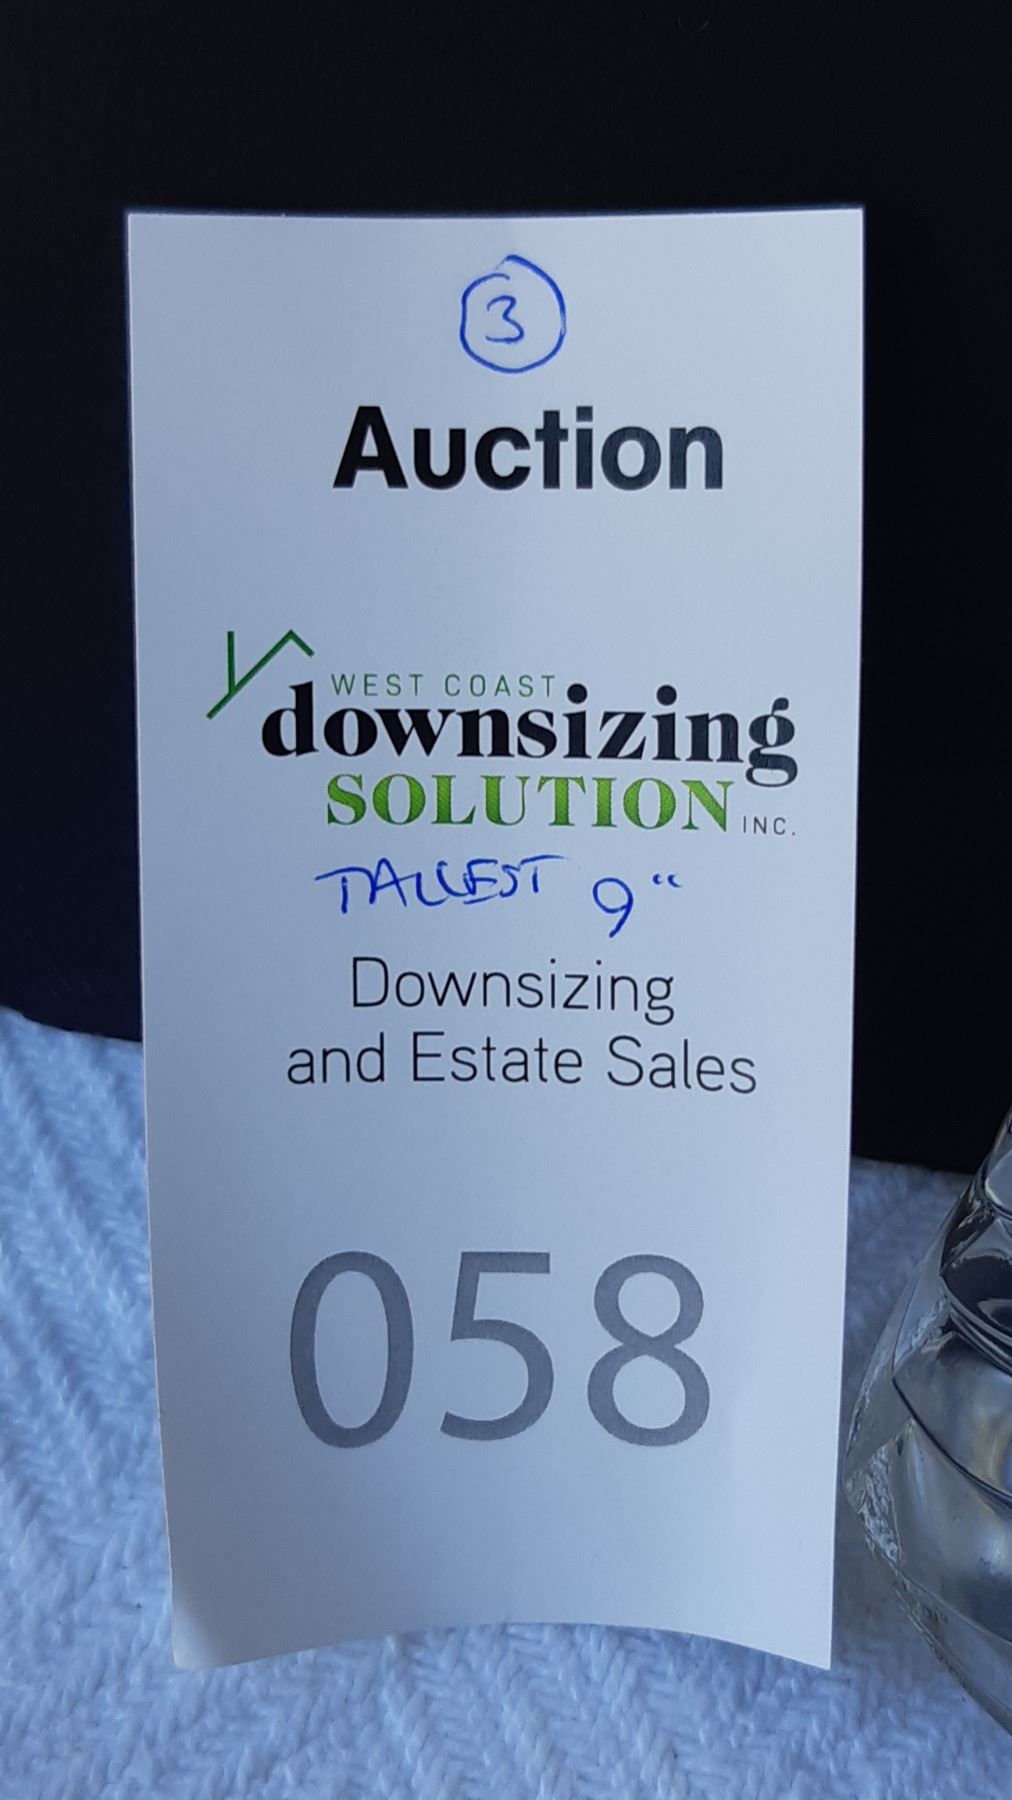 3
Auction
WEST COAST
downsizing
SOLUTION INC.
TALLEST 9"
Downsizing
and Estate Sales
058